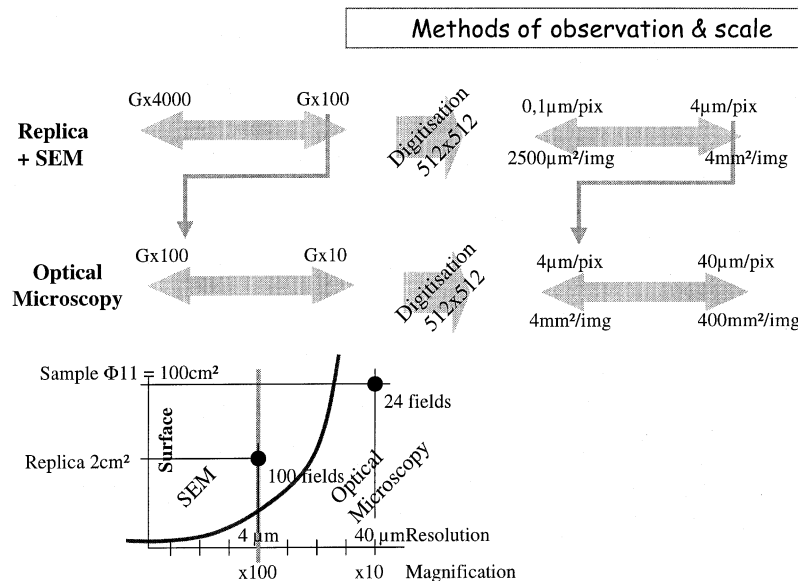 Methods of observation & scale
Gx4000
Gx100
Digitisation
512x512
0,1µm/pix
4µm/pix
Replica
+ SEM
2500µm²/img
4mm²/img
Gx100
Gx10
Digitisation
512x512
4µm/pix
40µm/pix
Optical
Microscopy
4mm²/img
400mm²/img
Sample Φ11 = 100cm²
24 fields
Surface
Replica 2cm²
SEM
100 fields
Optical
Microscopy
4 µm
40 µm
Resolution
x100
x10
Magnification